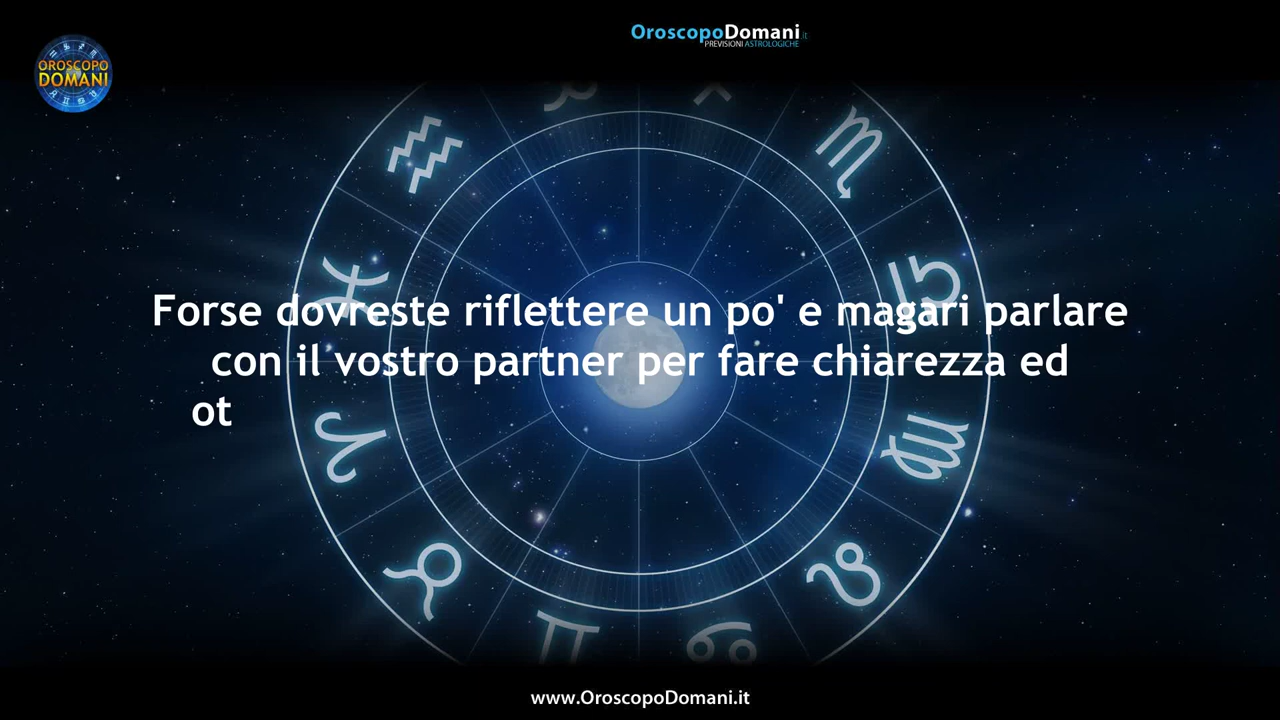 OroscopoDomani.it
PREVISIONI ASTROLOGICHE
OROSCOPO
DOMANI
Forse dovreste riflettere un po' e magari parlare
con il vostro partner per fare chiarezza ed
ot
www.OroscopoDomani.it